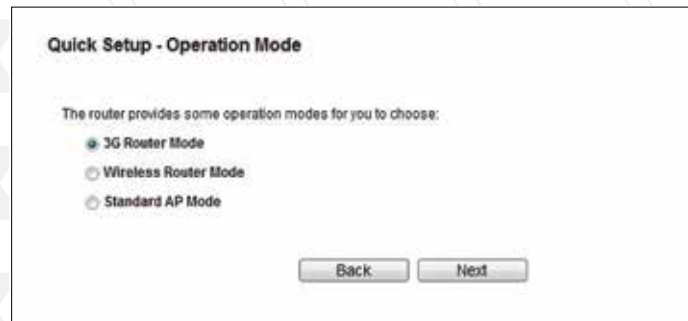 Quick Setup - Operation Mode
The router provides some operation modes for you to choose:
3G Router Mode
Wireless Router Mode
Standard AP Mode
Back Next